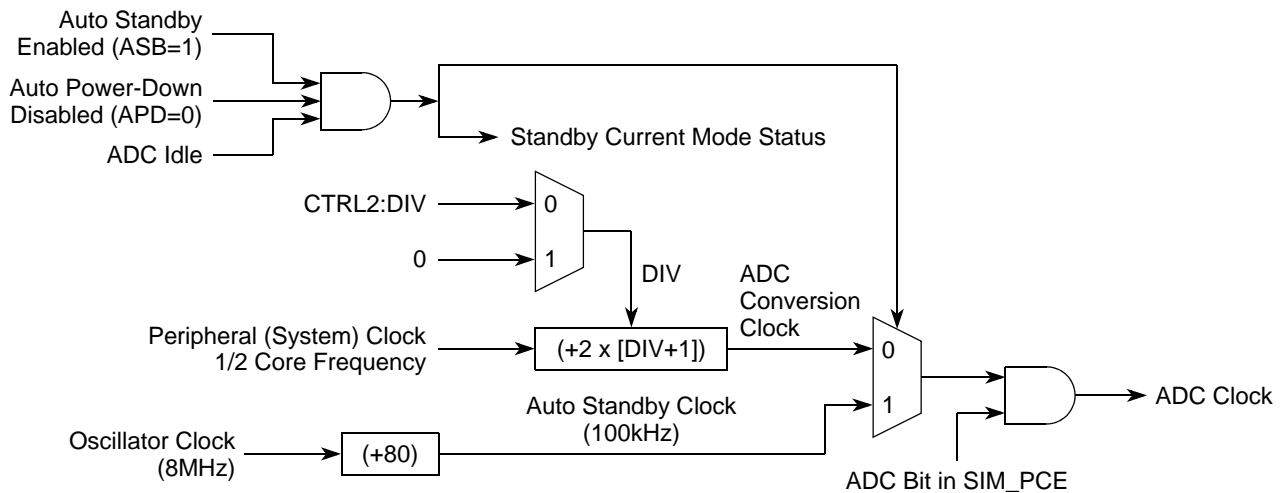 Auto Standby
Enabled (ASB=1)
Auto Power-Down
Disabled (APD=0)
ADC Idle
Standby Current Mode Status
CTRL2:DIV
0
0
1
DIV
ADC
Conversion
Clock
Peripheral (System) Clock
1/2 Core Frequency
(+2 x [DIV+1])
0
1
ADC Clock
Auto Standby Clock
(100kHz)
Oscillator Clock
(8MHz)
(+80)
ADC Bit in SIM_PCE